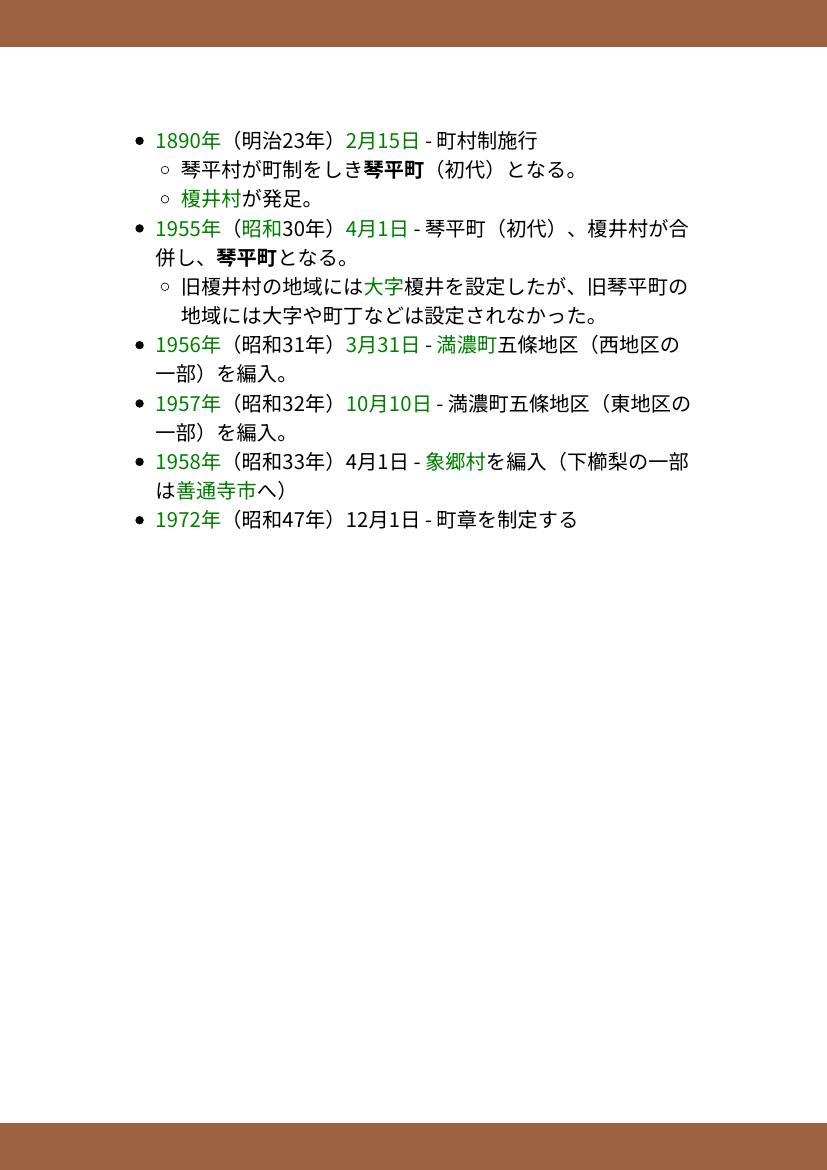 • 1890年（明治23年）2月15日 - 町村制施行
◦ 琴平村が町制をしき琴平町（初代）となる。
◦ 榎井村が発足。
• 1955年（昭和30年）4月1日 - 琴平町（初代）、榎井村が合
併し、琴平町となる。
◦ 旧榎井村の地域には大字榎井を設定したが、旧琴平町の
地域には大字や町丁などは設定されなかった。
• 1956年（昭和31年）3月31日 - 満濃町五條地区（西地区の
一部）を編入。
• 1957年（昭和32年）10月10日 - 満濃町五條地区（東地区の
一部）を編入。
• 1958年（昭和33年）4月1日 - 象郷村を編入（下櫛梨の一部
は善通寺市へ）
• 1972年（昭和47年）12月1日 - 町章を制定する